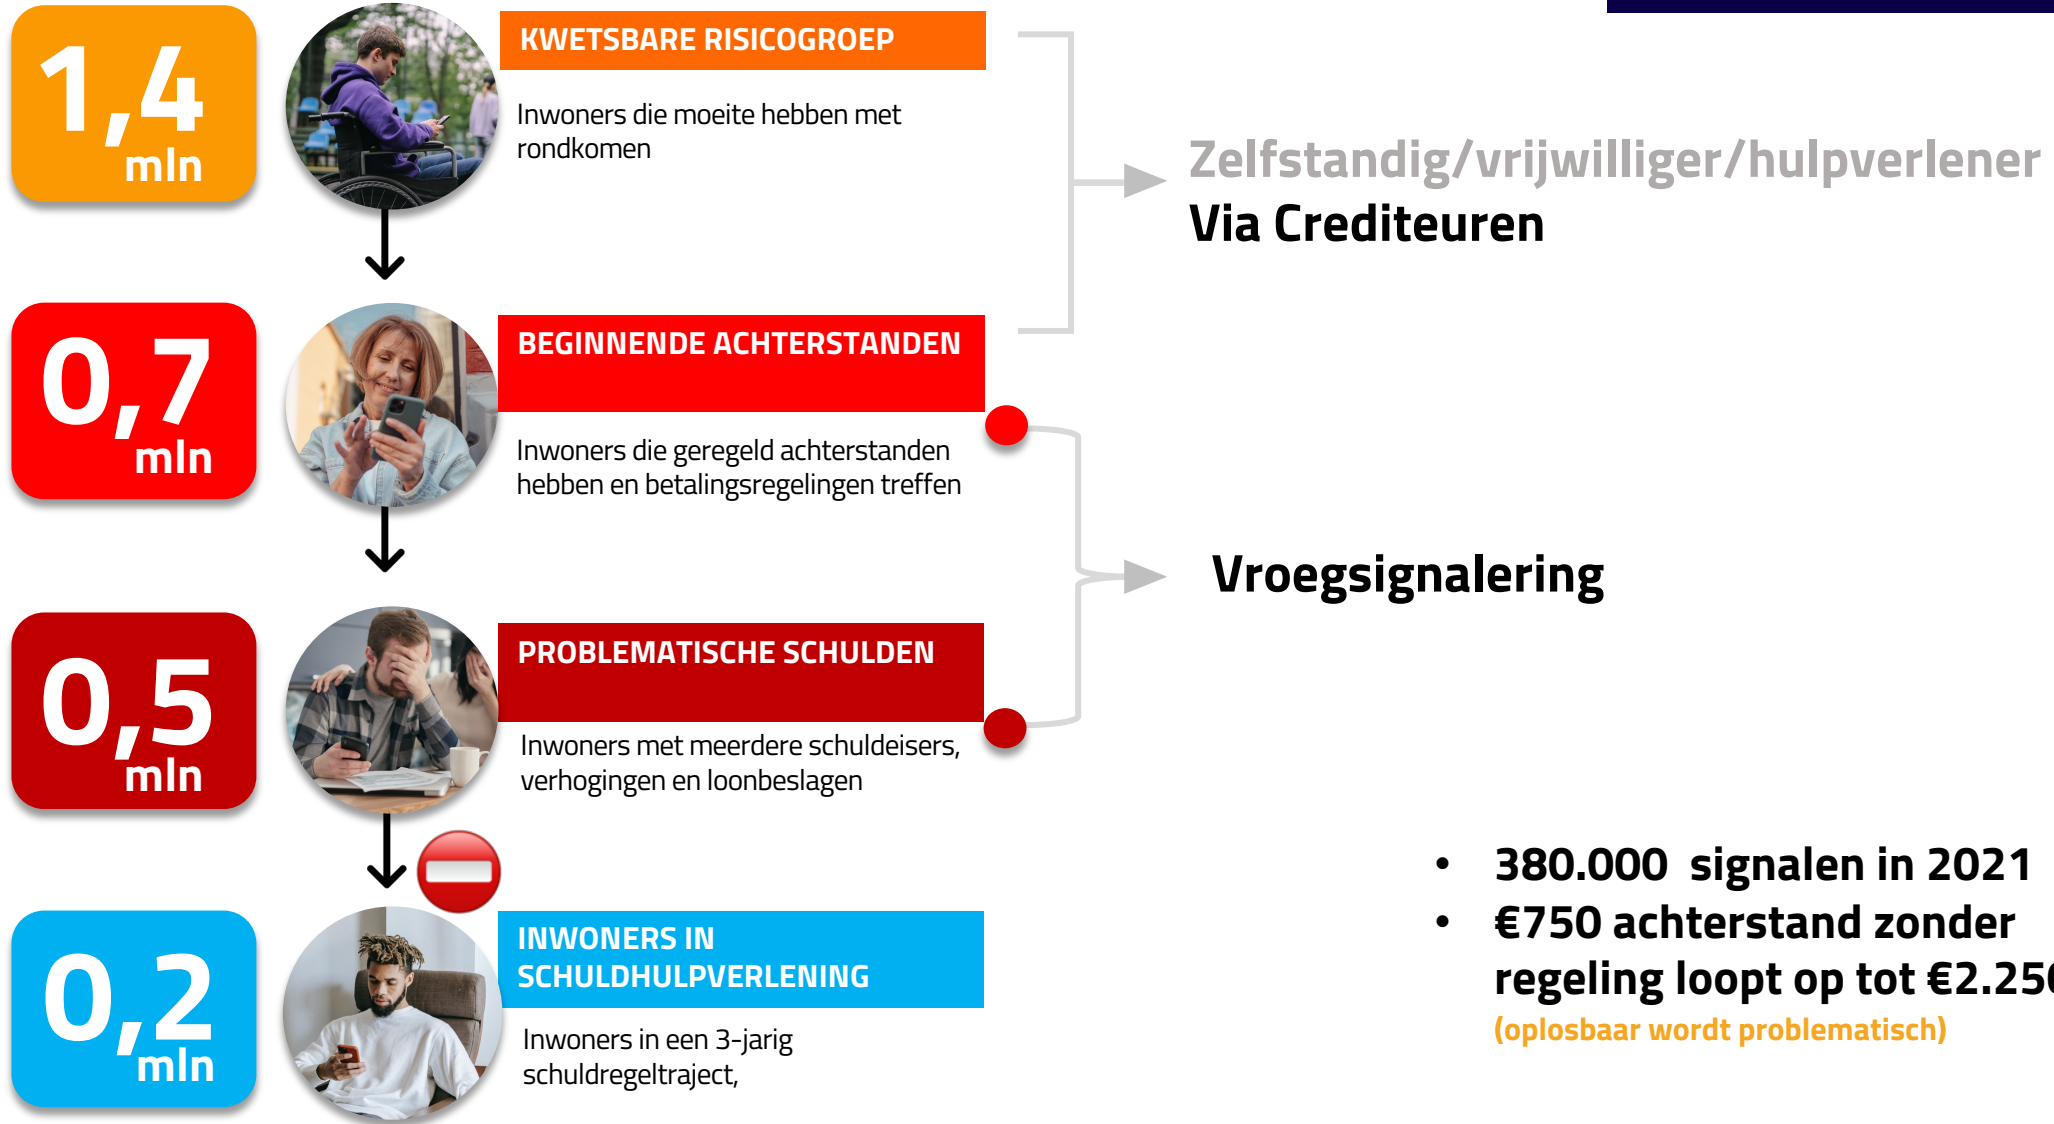 1,4
mln
KWETSBARE RISICOGROEP
Inwoners die moeite hebben met
rondkomen
Zelfstandig/vrijwilliger/hulpverlener
Via Crediteuren
0,7
mln
BEGINNENDE ACHTERSTANDEN
Inwoners die geregeld achterstanden
hebben en betalingsregelingen treffen
Vroegsignalering
0,5
mln
PROBLEMATISCHE SCHULDEN
Inwoners met meerdere schuldeisers,
verhogingen en loonbeslagen
0,2
mln
INWONERS IN
SCHULDHULPVERLENING
Inwoners in een 3-jarig
schuldregeltraject,
• 380.000 signalen in 2021
• €750 achterstand zonder
regeling loopt op tot €2.250
(oplosbaar wordt problematisch)